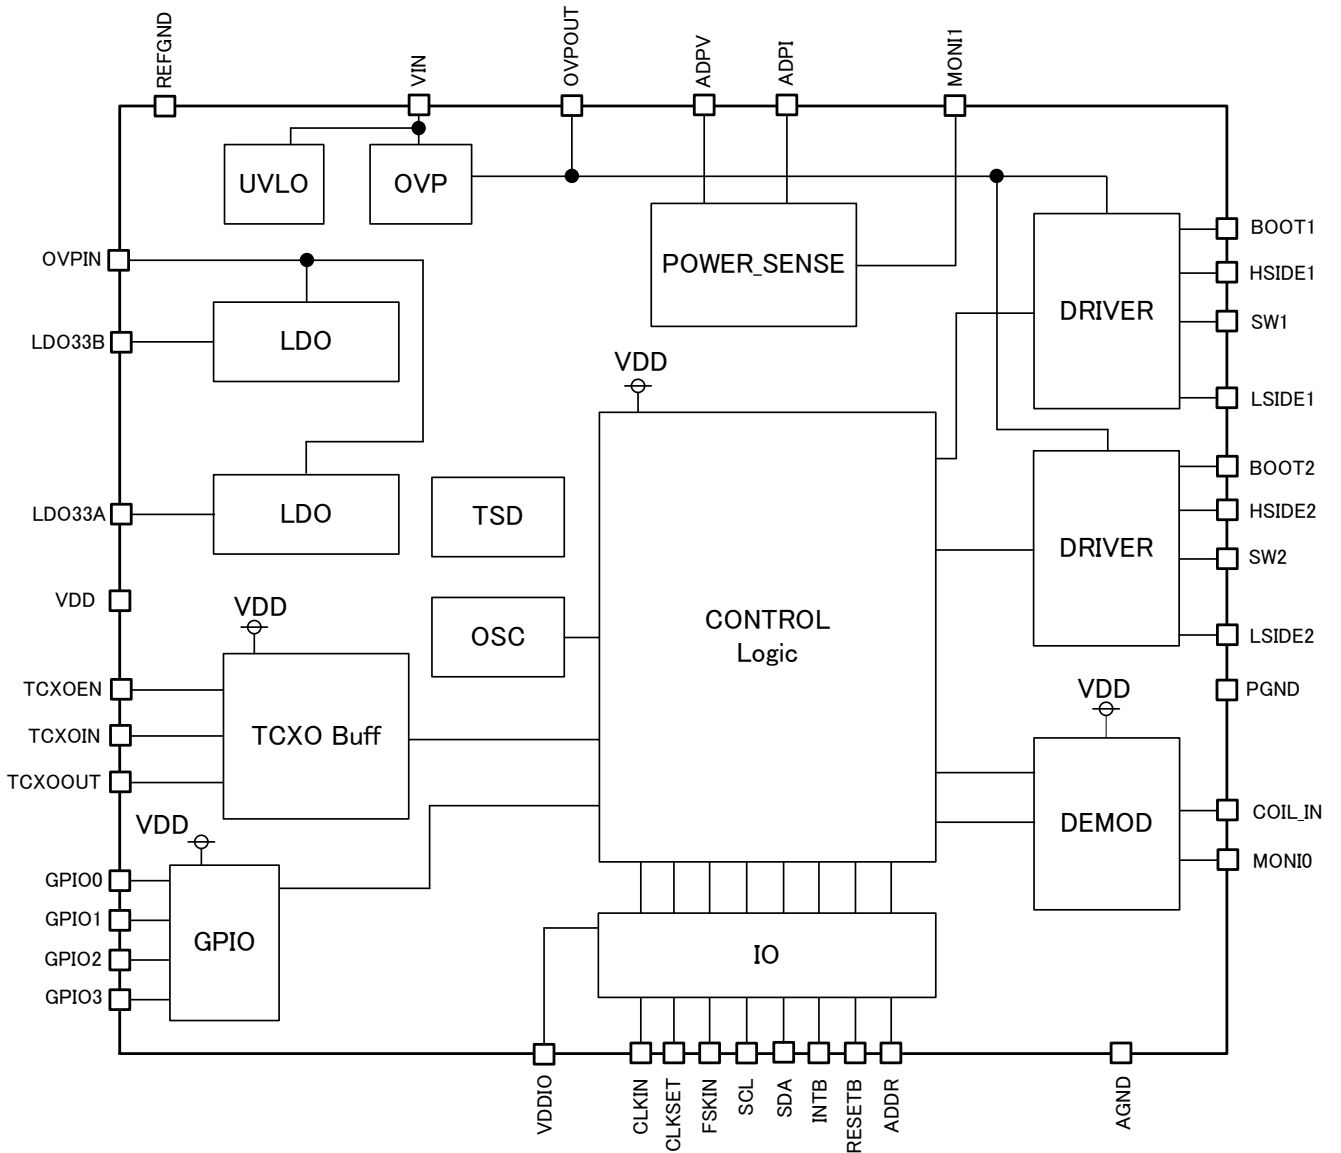 REFGND
VIN
OVPOUT
ADPV
ADPI
MONI1
UVLO
OVP
POWER_SENSE
OVPIN
LDO
LDO33B
DRIVER
BOOT1
HSIDE1
SW1
LSIDE1
VDD
LDO
LDO33A
TSD
DRIVER
BOOT2
HSIDE2
SW2
LSIDE2
VDD
VDD
OSC
CONTROL
Logic
PGND
VDD
TCXOEN
TCXOIN
TCXOOUT
TCXO Buff
DEMOD
COIL_IN
MONI0
VDD
GPIO0
GPIO1
GPIO2
GPIO3
GPIO
IO
VDDIO
CLKIN
CLKSET
FSKIN
SCL
SDA
INTB
RESETB
ADDR
AGND